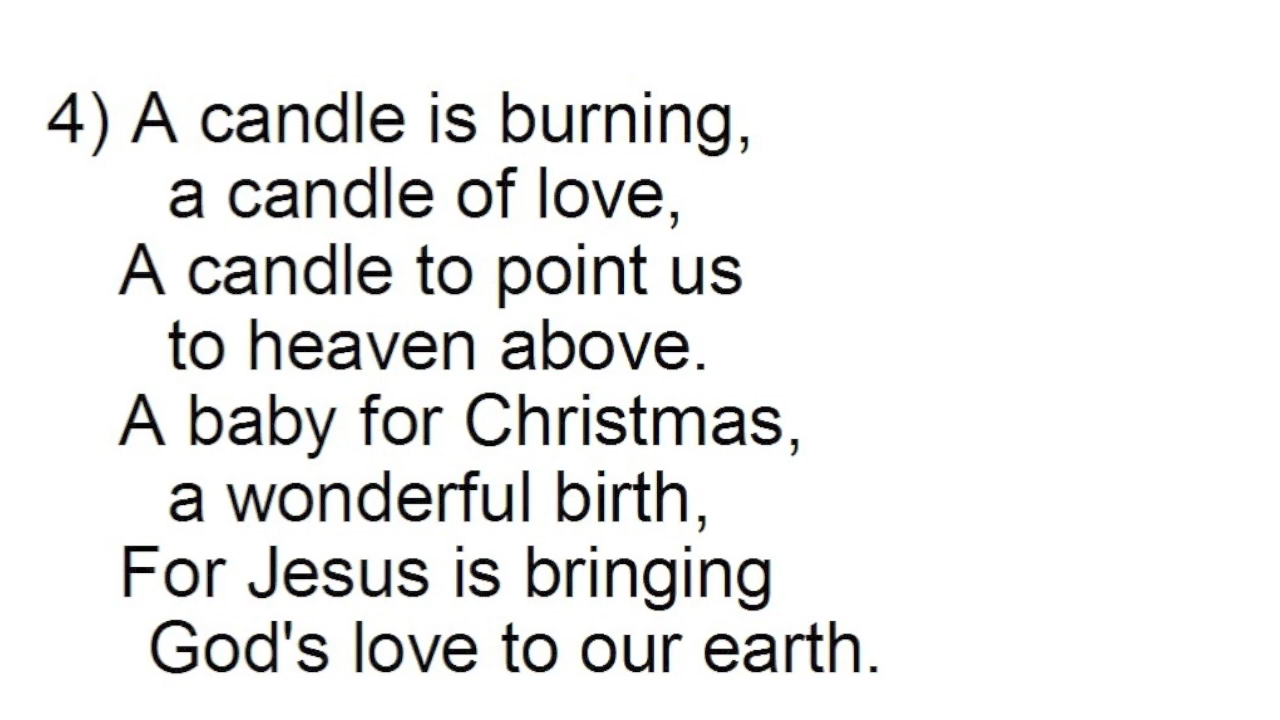 4) A candle is burning,
a candle of love,
A candle to point us
to heaven above.
A baby for Christmas,
a wonderful birth,
For Jesus is bringing
God's love to our earth.